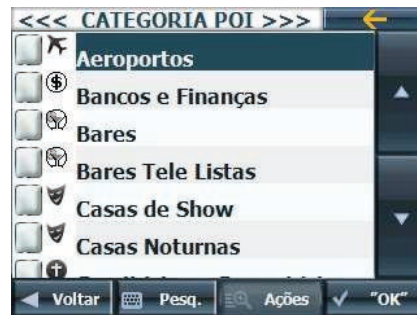 <<< CATEGORIA POI >>>
Aeroportos
Bancos e Finanças
Bares
Bares Tele Listas
Casas de Show
Casas Noturnas
Voltar Pesq. Ações "OK"